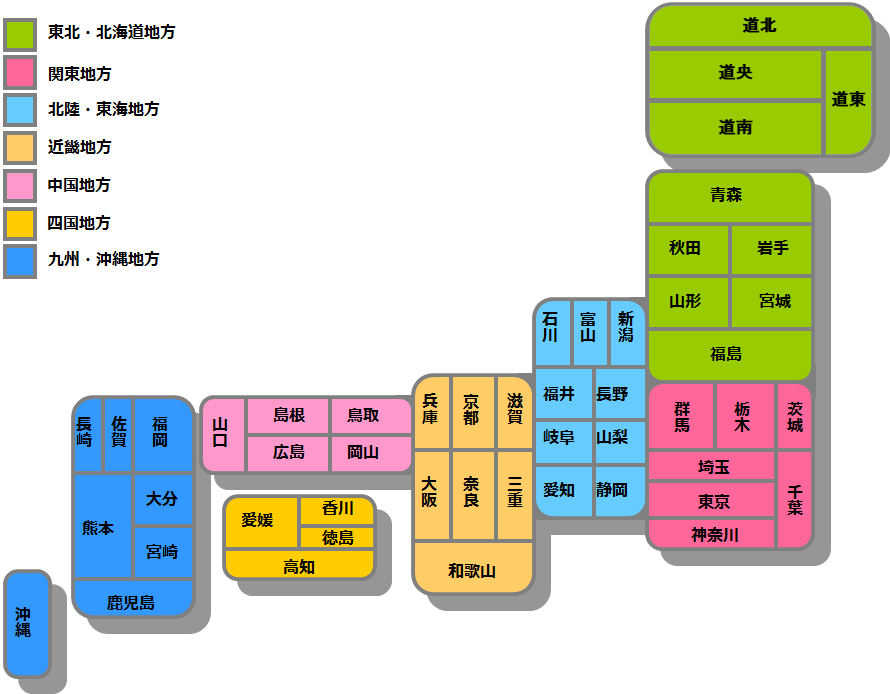 東北・北海道地方
関東地方
北陸・東海地方
近畿地方
中国地方
四国地方
九州・沖縄地方
道北
道央
道東
道南
青森
秋田
岩手
山形
宮城
福島
石川
富山
新潟
福井
長野
岐阜
山梨
愛知
静岡
群馬
栃木
茨城
埼玉
千葉
東京
神奈川
兵庫
京都
滋賀
大阪
奈良
三重
和歌山
山口
島根
鳥取
広島
岡山
愛媛
香川
徳島
高知
長崎
佐賀
福岡
熊本
大分
宮崎
鹿児島
沖縄